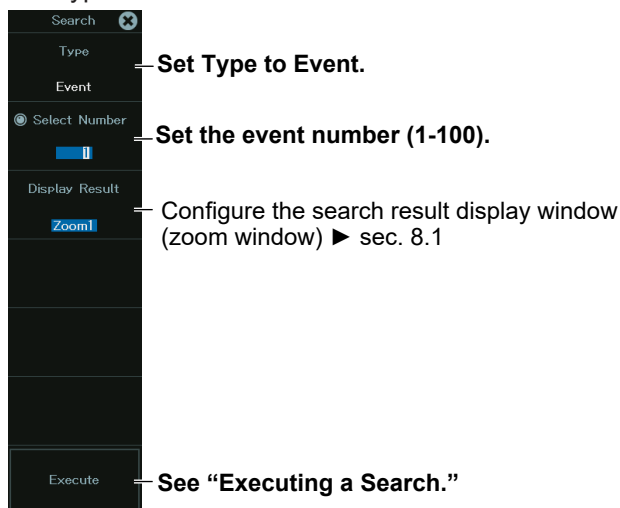 Search
Type
Set Type to Event.
Event
Select Number
Set the event number (1-100).
1
Display Result
Configure the search result display window
(zoom window) ► sec. 8.1
Zoom1
Execute
See “Executing a Search.”